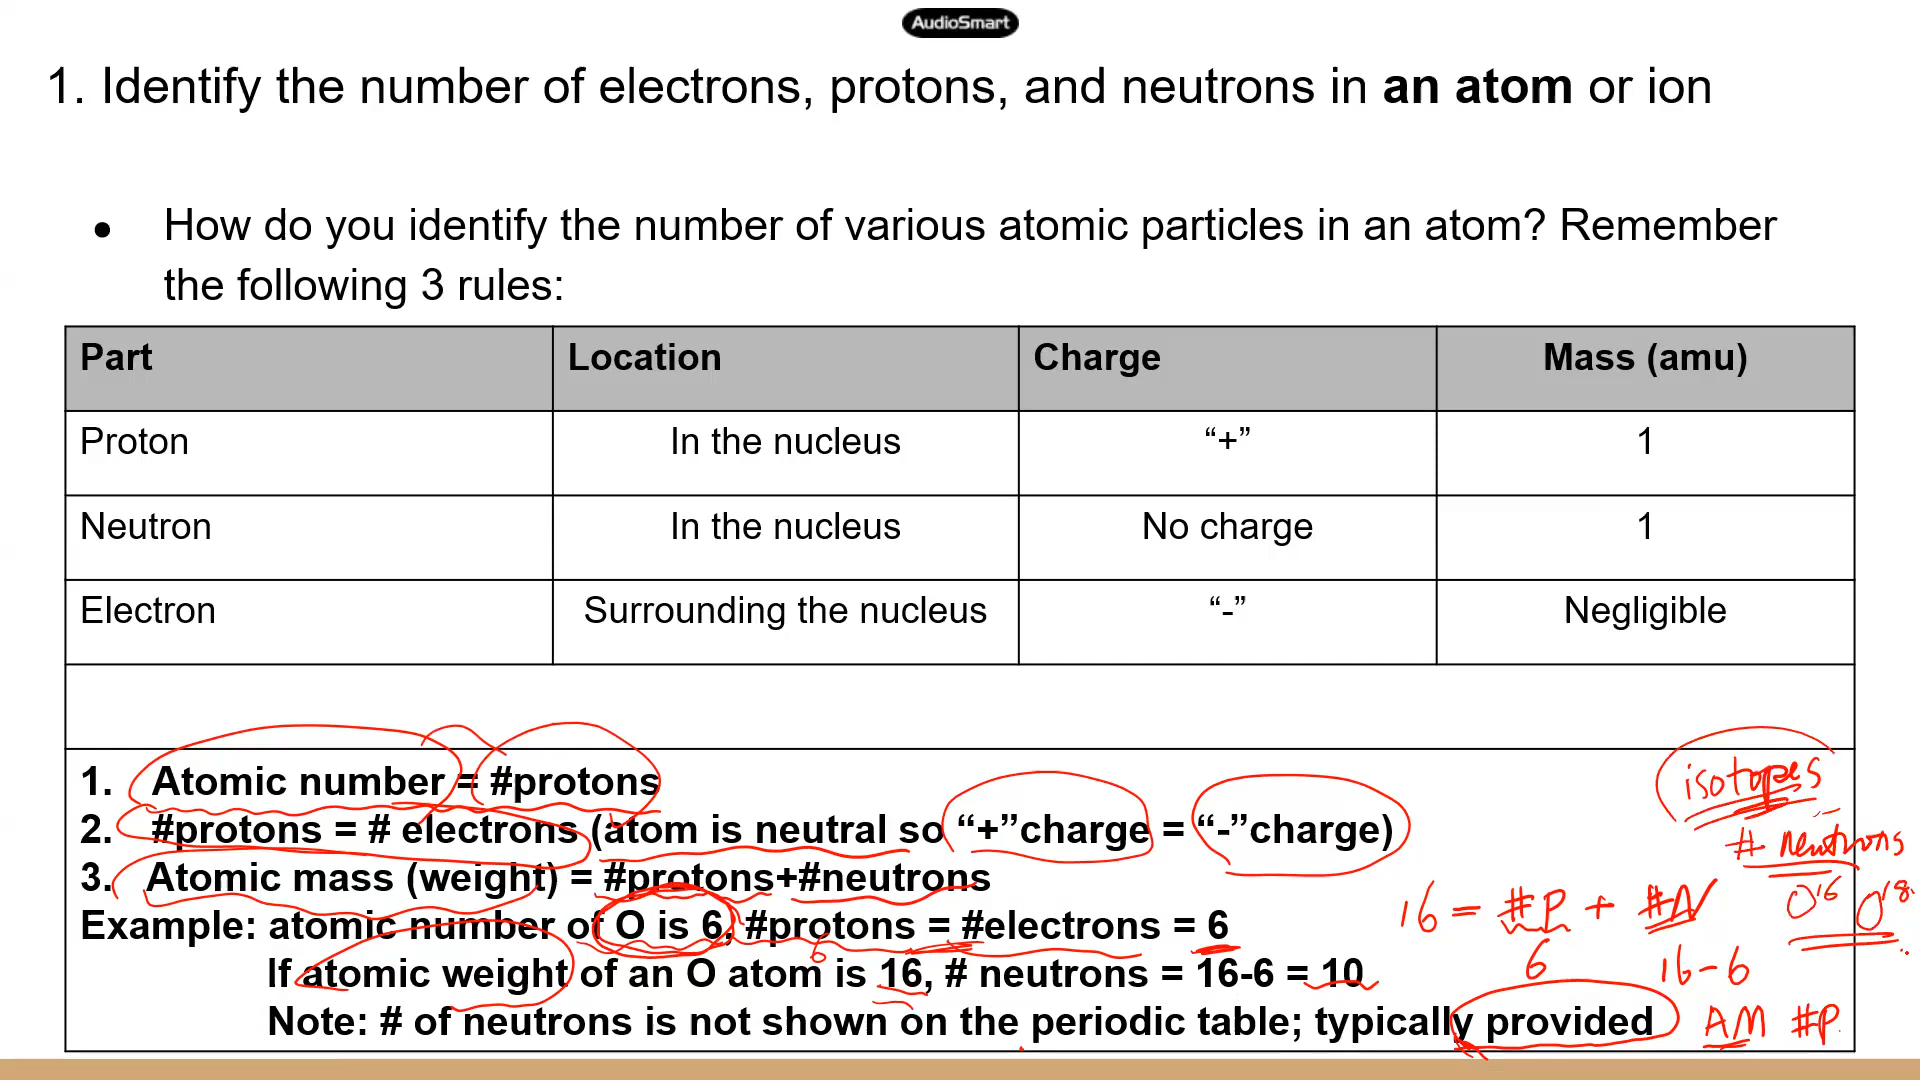 AudioSmart
1. Identify the number of electrons, protons, and neutrons in an atom or ion
● How do you identify the number of various atomic particles in an atom? Remember
the following 3 rules:
Part Location Charge Mass (amu)
Proton In the nucleus “+” 1
Neutron In the nucleus No charge 1
Electron Surrounding the nucleus “-” Negligible
1. Atomic number = #protons
2. #protons = # electrons (atom is neutral so “+”charge = “-”charge)
3. Atomic mass (weight) = #protons+#neutrons
Example: atomic number of O is 6, #protons = #electrons = 6
6
If atomic weight of an O atom is 16, # neutrons = 16-6 = 10
Note: # of neutrons is not shown on the periodic table; typically provided
isotopes
# neutrons
O16 O18
16 = #P + #N
6 16-6
AM #P